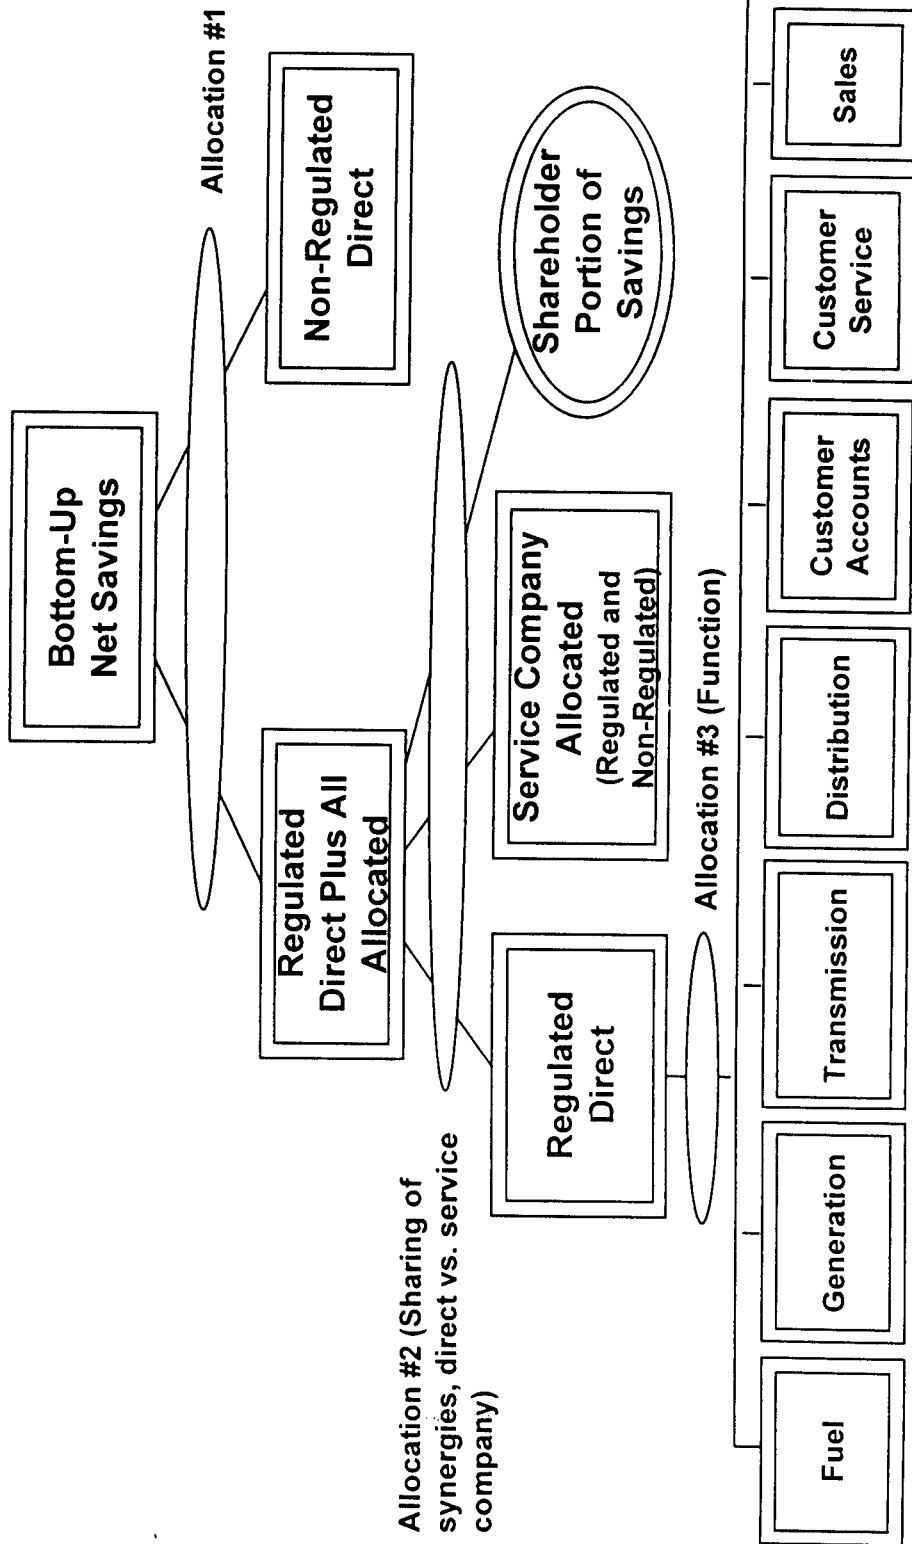 Bottom-Up
Net Savings
Allocation #1
Regulated
Direct Plus All
Allocated
Non-Regulated
Direct
Allocation #2 (Sharing of
synergies, direct vs. service
company)
Regulated
Direct
Service Company
Allocated
(Regulated and
Non-Regulated)
Shareholder
Portion of
Savings
Allocation #3 (Function)
Fuel
Generation
Transmission
Distribution
Customer
Accounts
Customer
Service
Sales